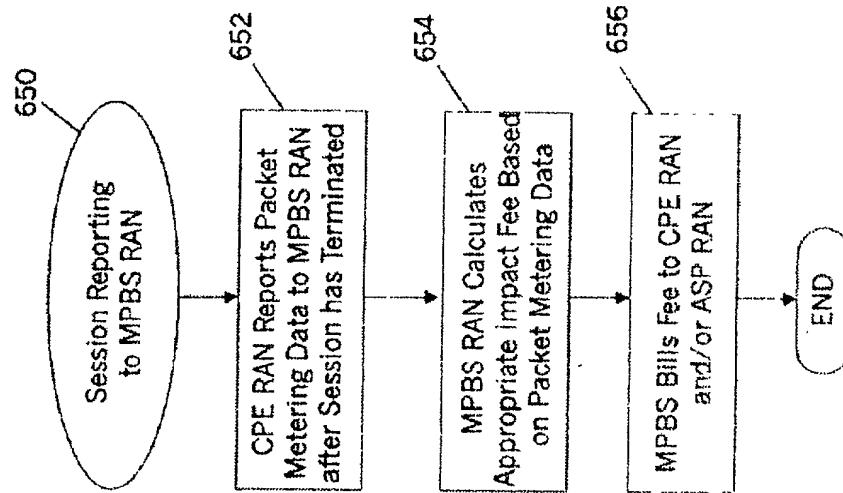 650
Session Reporting
to MPBS RAN
652
CPE RAN Reports Packet
Metering Data to MPBS RAN
after Session has Terminated
654
MPBS RAN Calculates
Appropriate Impact Fee Based
on Packet Metering Data
656
MPBS Bills Fee to CPE RAN
and/or ASP RAN
END